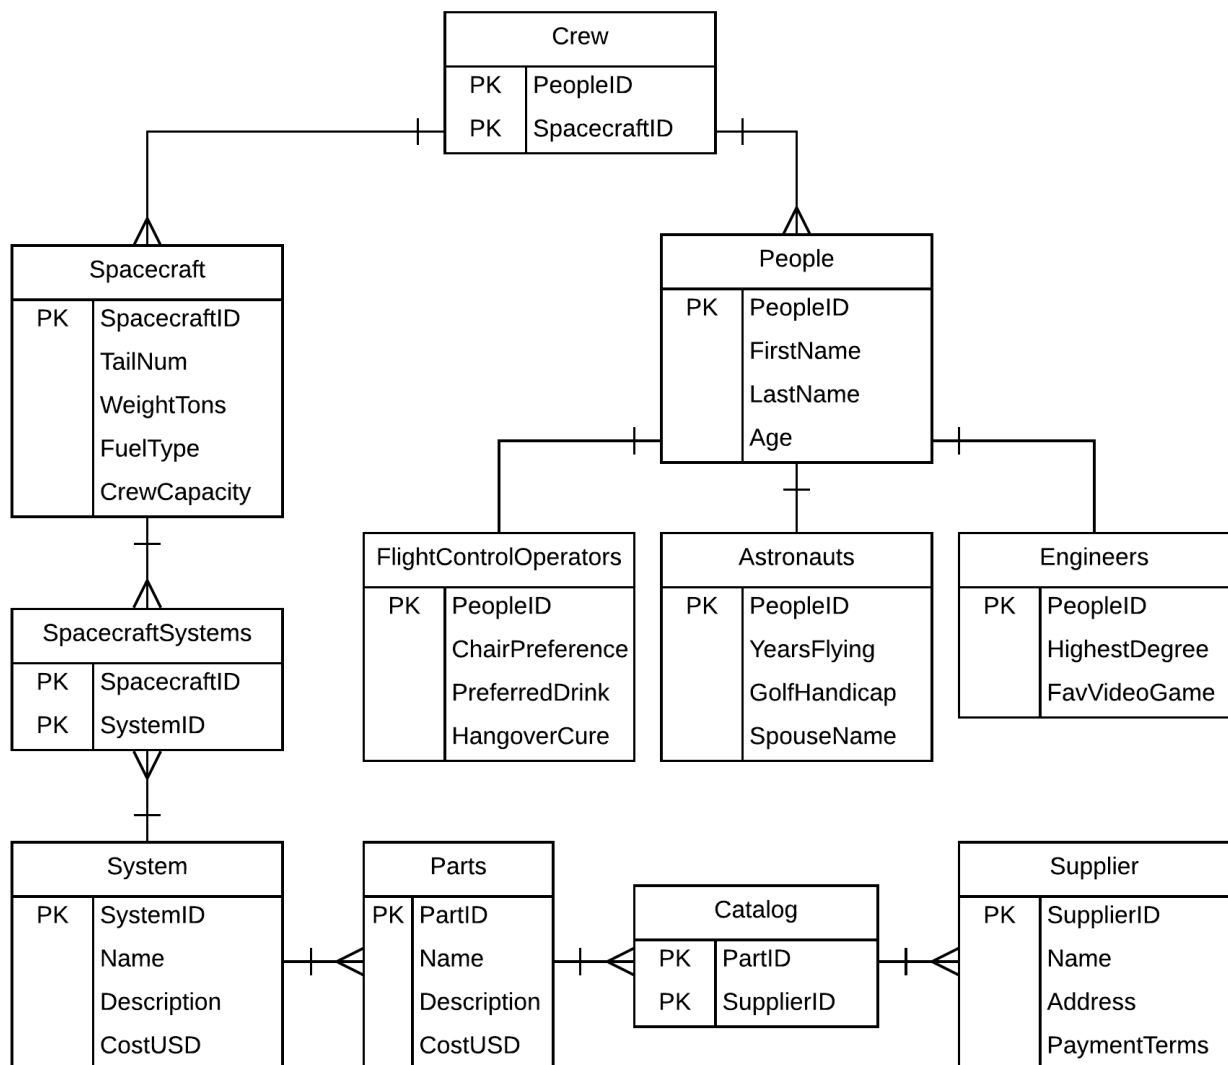 Crew
PK PeopleID
PK SpacecraftID
Spacecraft
PK SpacecraftID
TailNum
WeightTons
FuelType
CrewCapacity
People
PK PeopleID
FirstName
LastName
Age
FlightControlOperators
PK PeopleID
ChairPreference
PreferredDrink
HangoverCure
Astronauts
PK PeopleID
YearsFlying
GolfHandicap
SpouseName
Engineers
PK PeopleID
HighestDegree
FavVideoGame
SpacecraftSystems
PK SpacecraftID
PK SystemID
System
PK SystemID
Name
Description
CostUSD
Parts
PK PartID
Name
Description
CostUSD
Catalog
PK PartID
PK SupplierID
Supplier
PK SupplierID
Name
Address
PaymentTerms